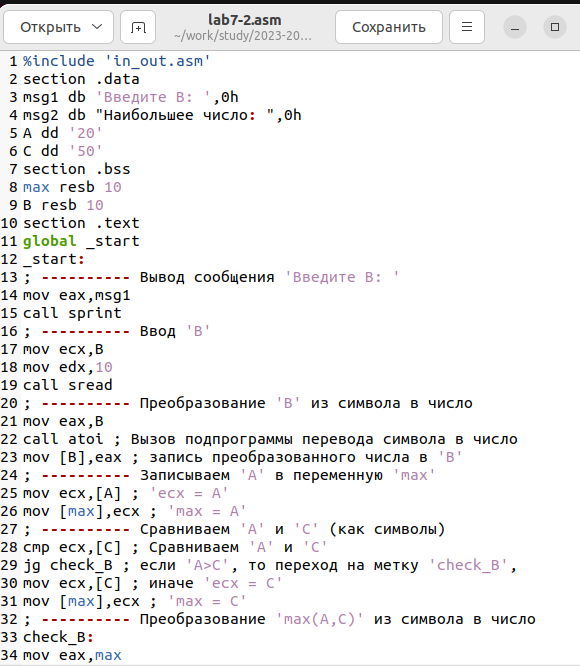 Открыть
lab7-2.asm
~/work/study/2023-20...
Сохранить
1 %include 'in_out.asm'
2 section .data
3 msg1 db 'Введите B: ',0h
4 msg2 db "Наибольшее число: ",0h
5 A dd '20'
6 C dd '50'
7 section .bss
8 max resb 10
9 B resb 10
10 section .text
11 global _start
12 _start:
13 ; ---------- Вывод сообщения 'Введите B: '
14 mov eax,msg1
15 call sprint
16 ; ---------- Ввод 'B'
17 mov ecx,B
18 mov edx,10
19 call sread
20 ; ---------- Преобразование 'B' из символа в число
21 mov eax,B
22 call atoi ; Вызов подпрограммы перевода символа в число
23 mov [B],eax ; запись преобразованного числа в 'B'
24 ; ---------- Записываем 'A' в переменную 'max'
25 mov ecx,[A] ; 'ecx = A'
26 mov [max],ecx ; 'max = A'
27 ; ---------- Сравниваем 'A' и 'С' (как символы)
28 cmp ecx,[C] ; Сравниваем 'A' и 'С'
29 jg check_B ; если 'A>C', то переход на метку 'check_B',
30 mov ecx,[C] ; иначе 'ecx = C'
31 mov [max],ecx ; 'max = C'
32 ; ---------- Преобразование 'max(A,C)' из символа в число
33 check_B:
34 mov eax,max